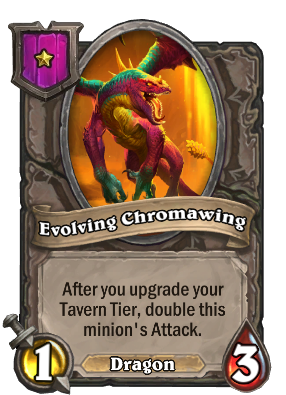 Evolving Chromawing
After you upgrade your
Tavern Tier, double this
minion's Attack.
1
Dragon
3